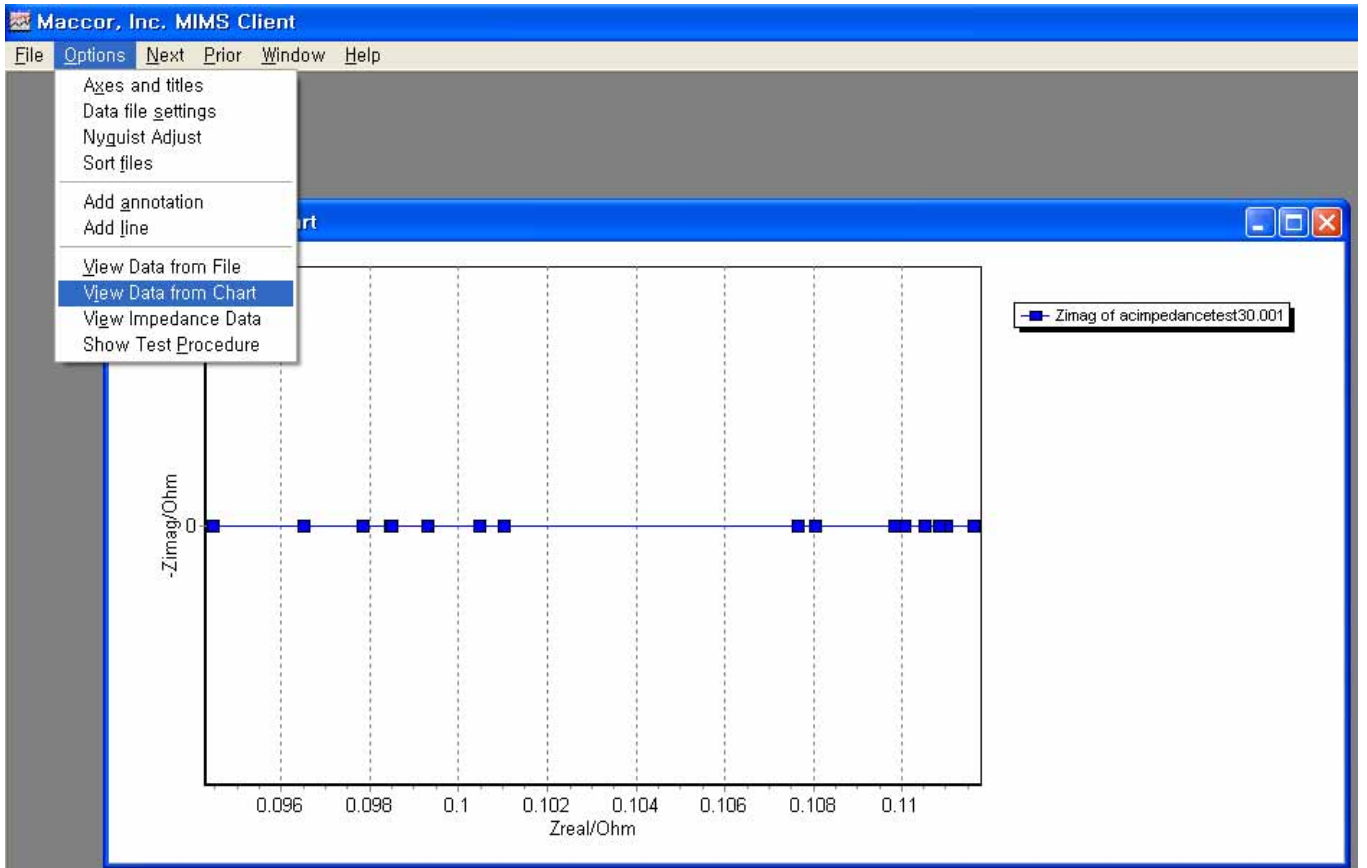 Maccor, Inc. MIMS Client
File Options Next Prior Window Help
Axes and titles
Data file settings
Nyguist Adjust
Sort files
Add annotation
Add line
View Data from File
View Data from Chart
View Impedance Data
Show Test Procedure
rt
Zimag of acimpedancetest30.001
-Zimag/Ohm
0
0.096 0.098 0.1 0.102 0.104 0.106 0.108 0.11
Zreal/Ohm